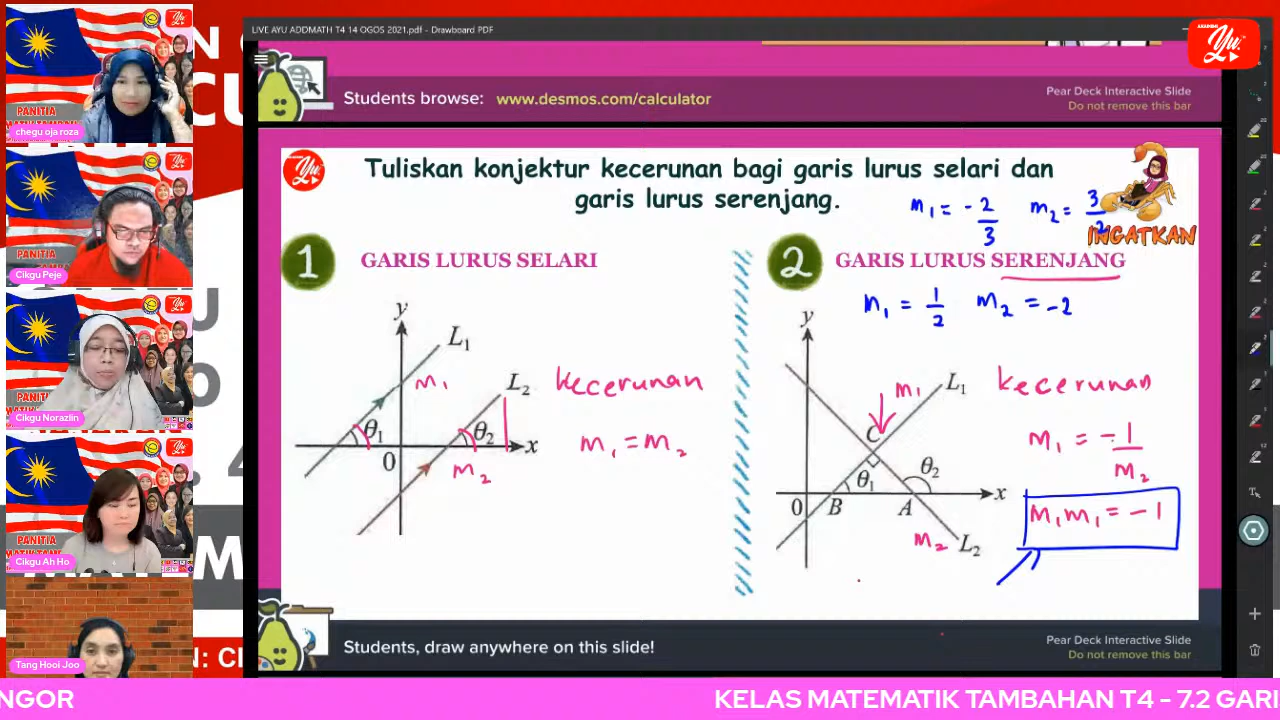 LIVE AYU ADDMATH T4 14 OGOS 2021.pdf - Drawboard PDF
Students browse: www.desmos.com/calculator
Pear Deck Interactive Slide
Do not remove this bar
Tuliskan konjektur kecerunan bagi garis lurus selari dan
garis lurus serenjang.
m₁ = -2/3 m₂ = 3/2
INGATKAN
1 GARIS LURUS SELARI
y
L₁
m₁
L₂
θ₁
θ₂
0
x
m₂
kecerunan
m₁ = m₂
2 GARIS LURUS SERENJANG
m₁ = 1/2 m₂ = -2
y
m₁
L₁
C
θ₂
θ₁
0 B A x
m₂
L₂
kecerunan
m₁ = -1/m₂
m₁m₁ = -1
Students, draw anywhere on this slide!
Pear Deck Interactive Slide
Do not remove this bar
chegu oja roza
Cikgu Peje
Cikgu Norazlin
Cikgu Ah Ho
Tang Hooi Joo
NGOR
KELAS MATEMATIK TAMBAHAN T4 - 7.2 GARI